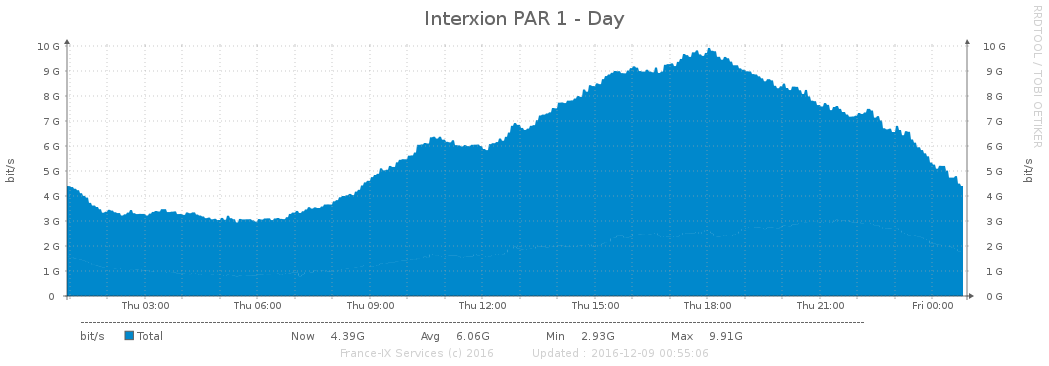 Interxion PAR 1 - Day
RRDTOOL / TOBI OETIKER
10 G 10 G
9 G 9 G
8 G 8 G
7 G 7 G
6 G 6 G
5 G 5 G
4 G 4 G
3 G 3 G
2 G 2 G
1 G 1 G
0 0 G
bit/s bit/s
Thu 03:00 Thu 06:00 Thu 09:00 Thu 12:00 Thu 15:00 Thu 18:00 Thu 21:00 Fri 00:00
bit/s Total Now 4.39G Avg 6.06G Min 2.93G Max 9.91G
France-IX Services (c) 2016 Updated : 2016-12-09 00:55:06